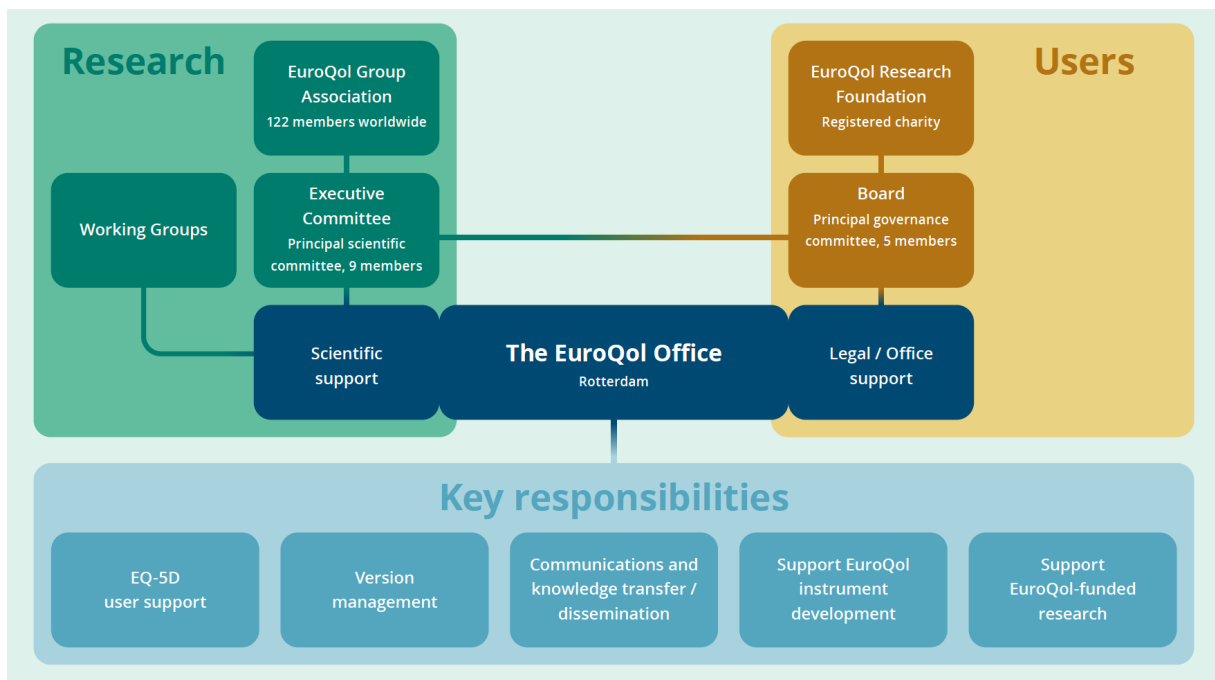 Research
EuroQol Group
Association
122 members worldwide
Working Groups
Executive
Committee
Principal scientific
committee, 9 members
Users
EuroQol Research
Foundation
Registered charity
Board
Principal governance
committee, 5 members
Scientific
support
The EuroQol Office
Rotterdam
Legal / Office
support
Key responsibilities
EQ-5D
user support
Version
management
Communications and
knowledge transfer /
dissemination
Support EuroQol
instrument
development
Support
EuroQol-funded
research